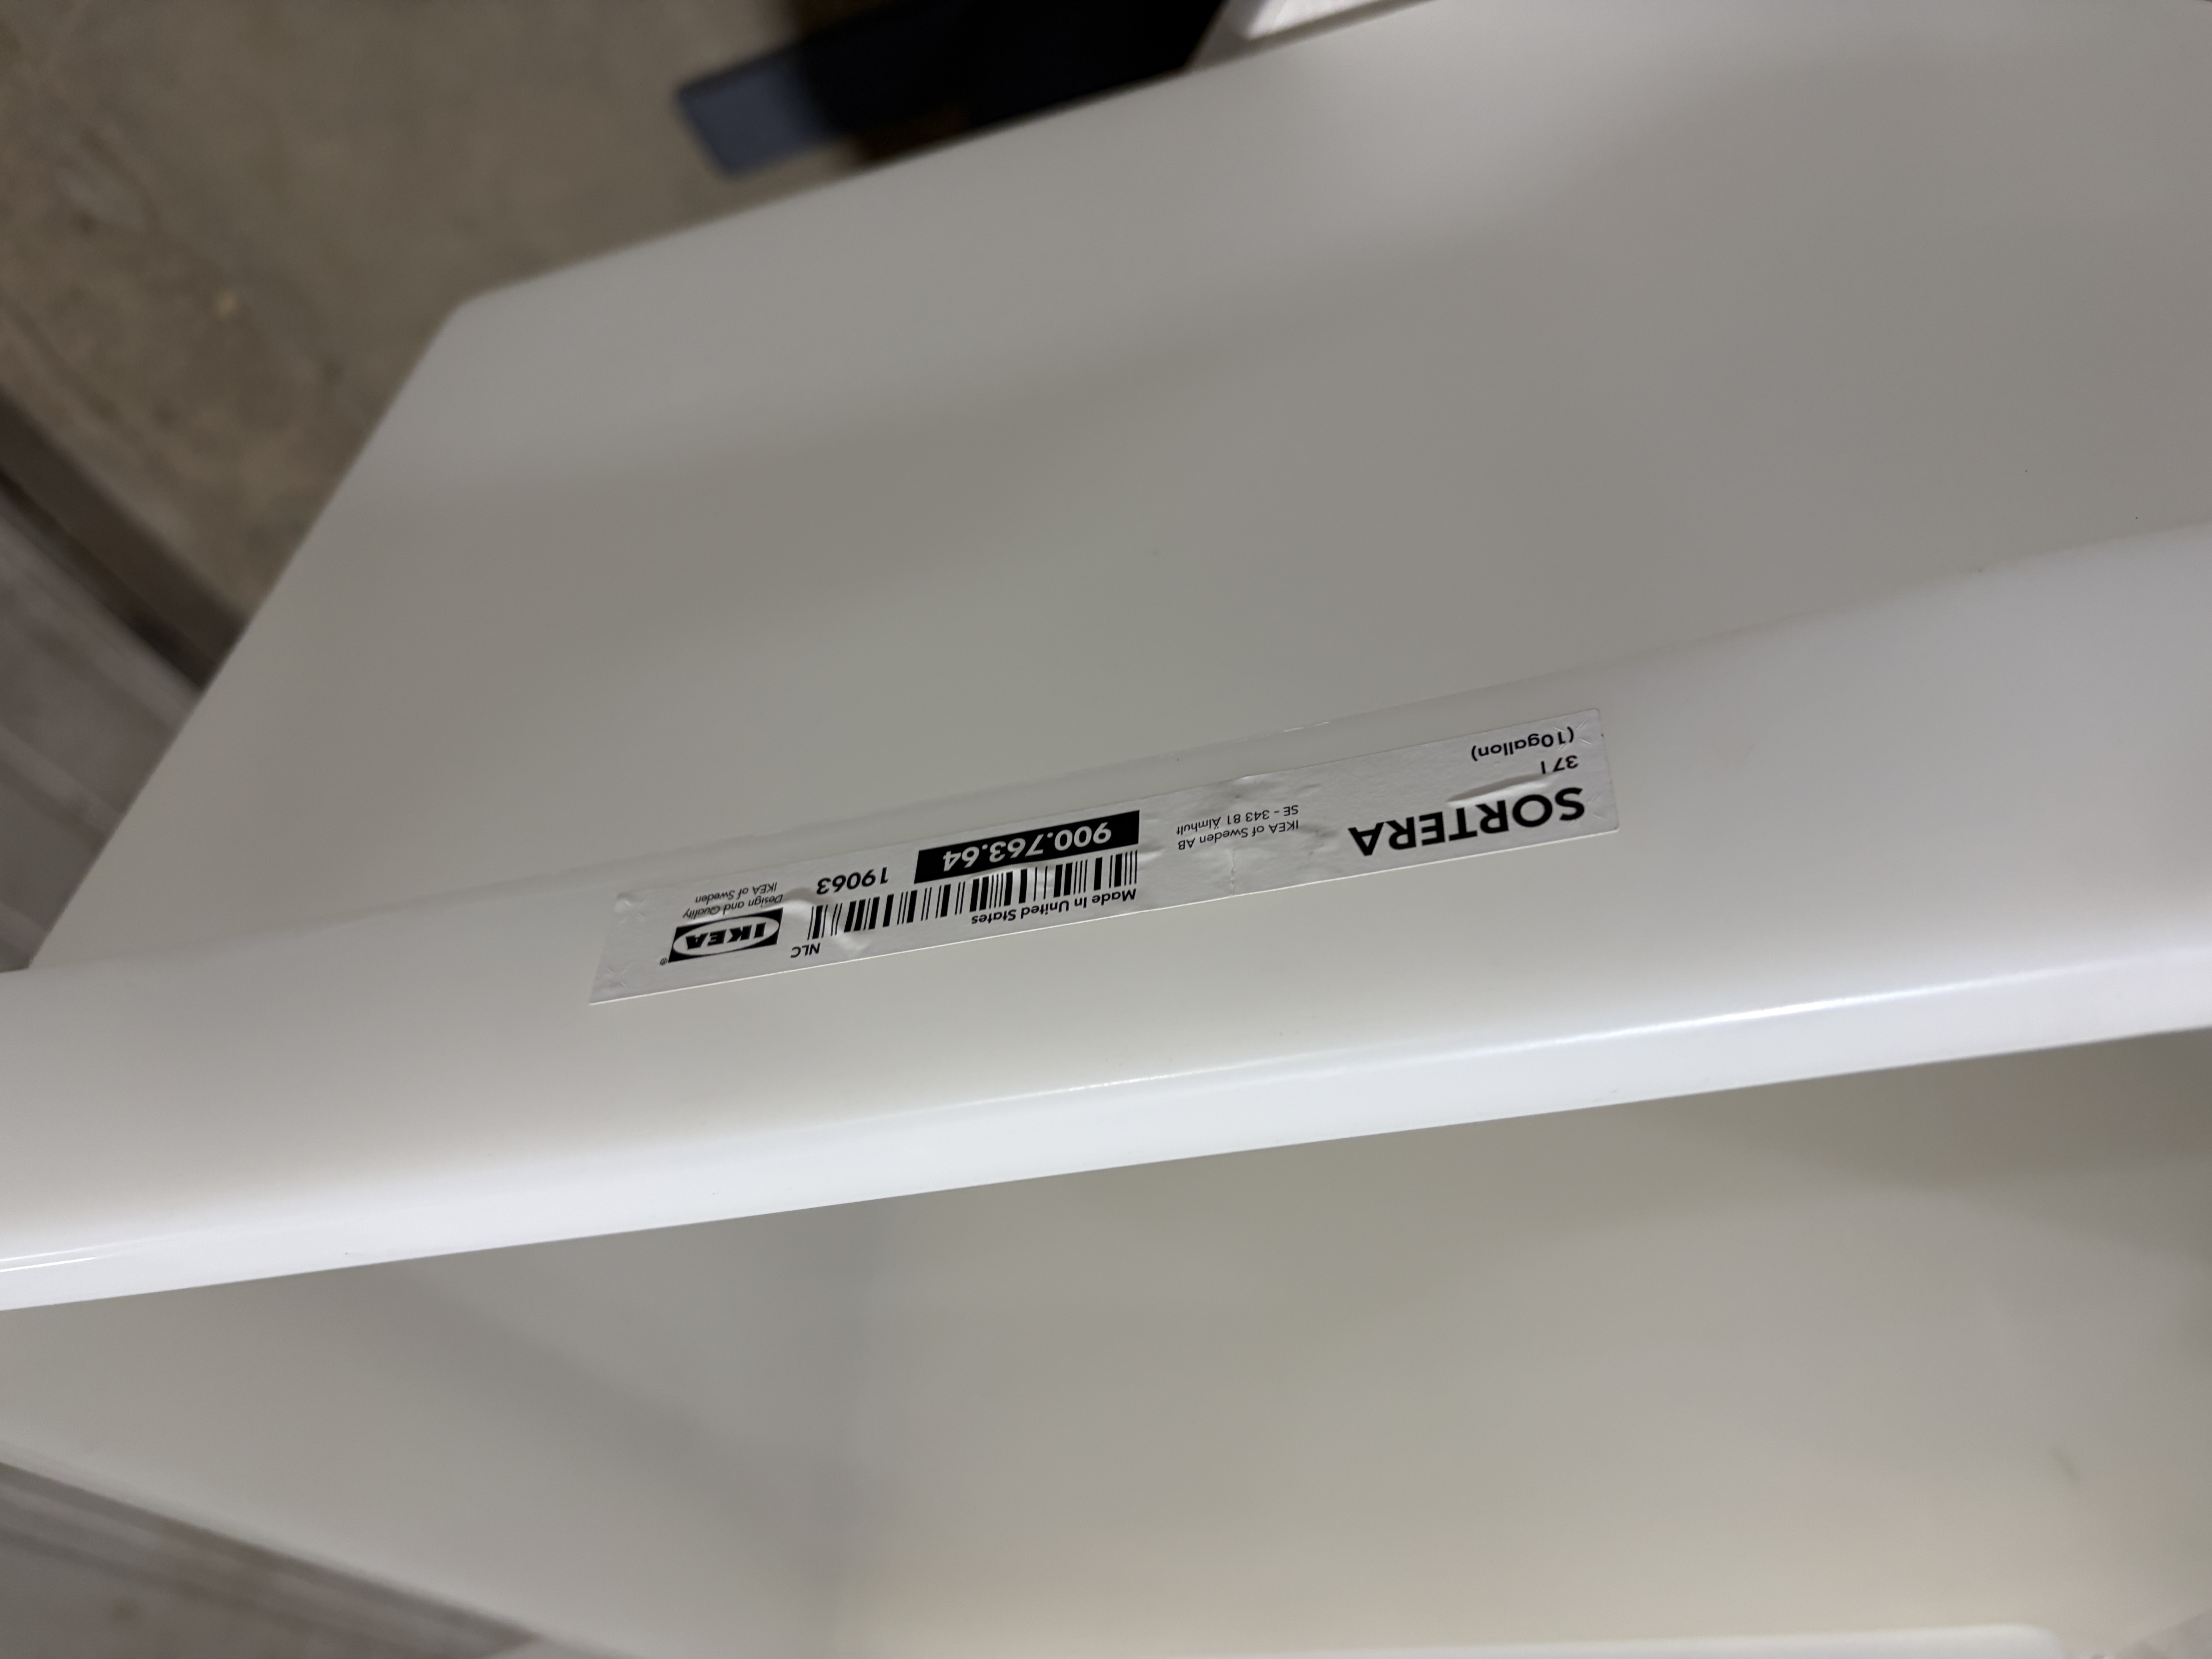 SORTERA
37 l
(10gallon)
IKEA of Sweden AB
SE - 343 81 Älmhult
Made In United States
NLC
900.763.64
19063
IKEA®
Design and Quality
IKEA of Sweden